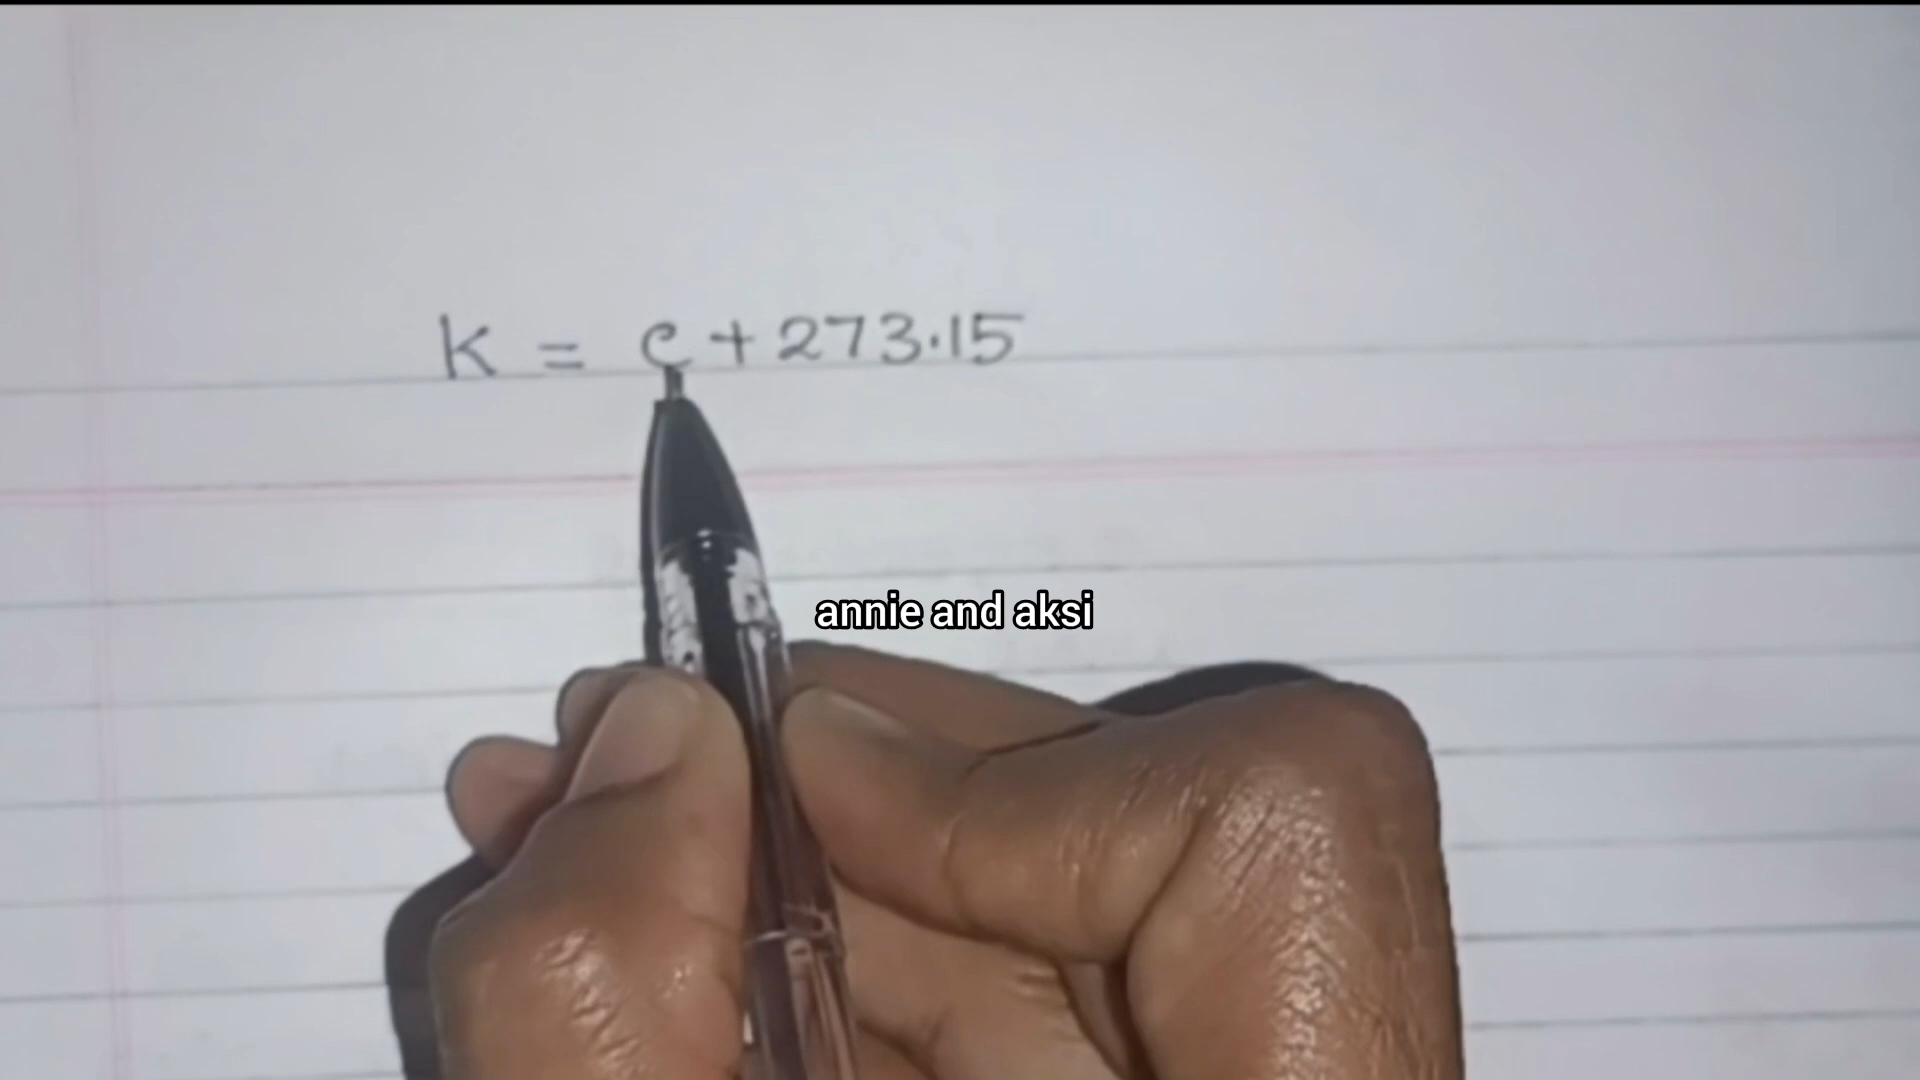 K = C + 273.15
annie and aksi